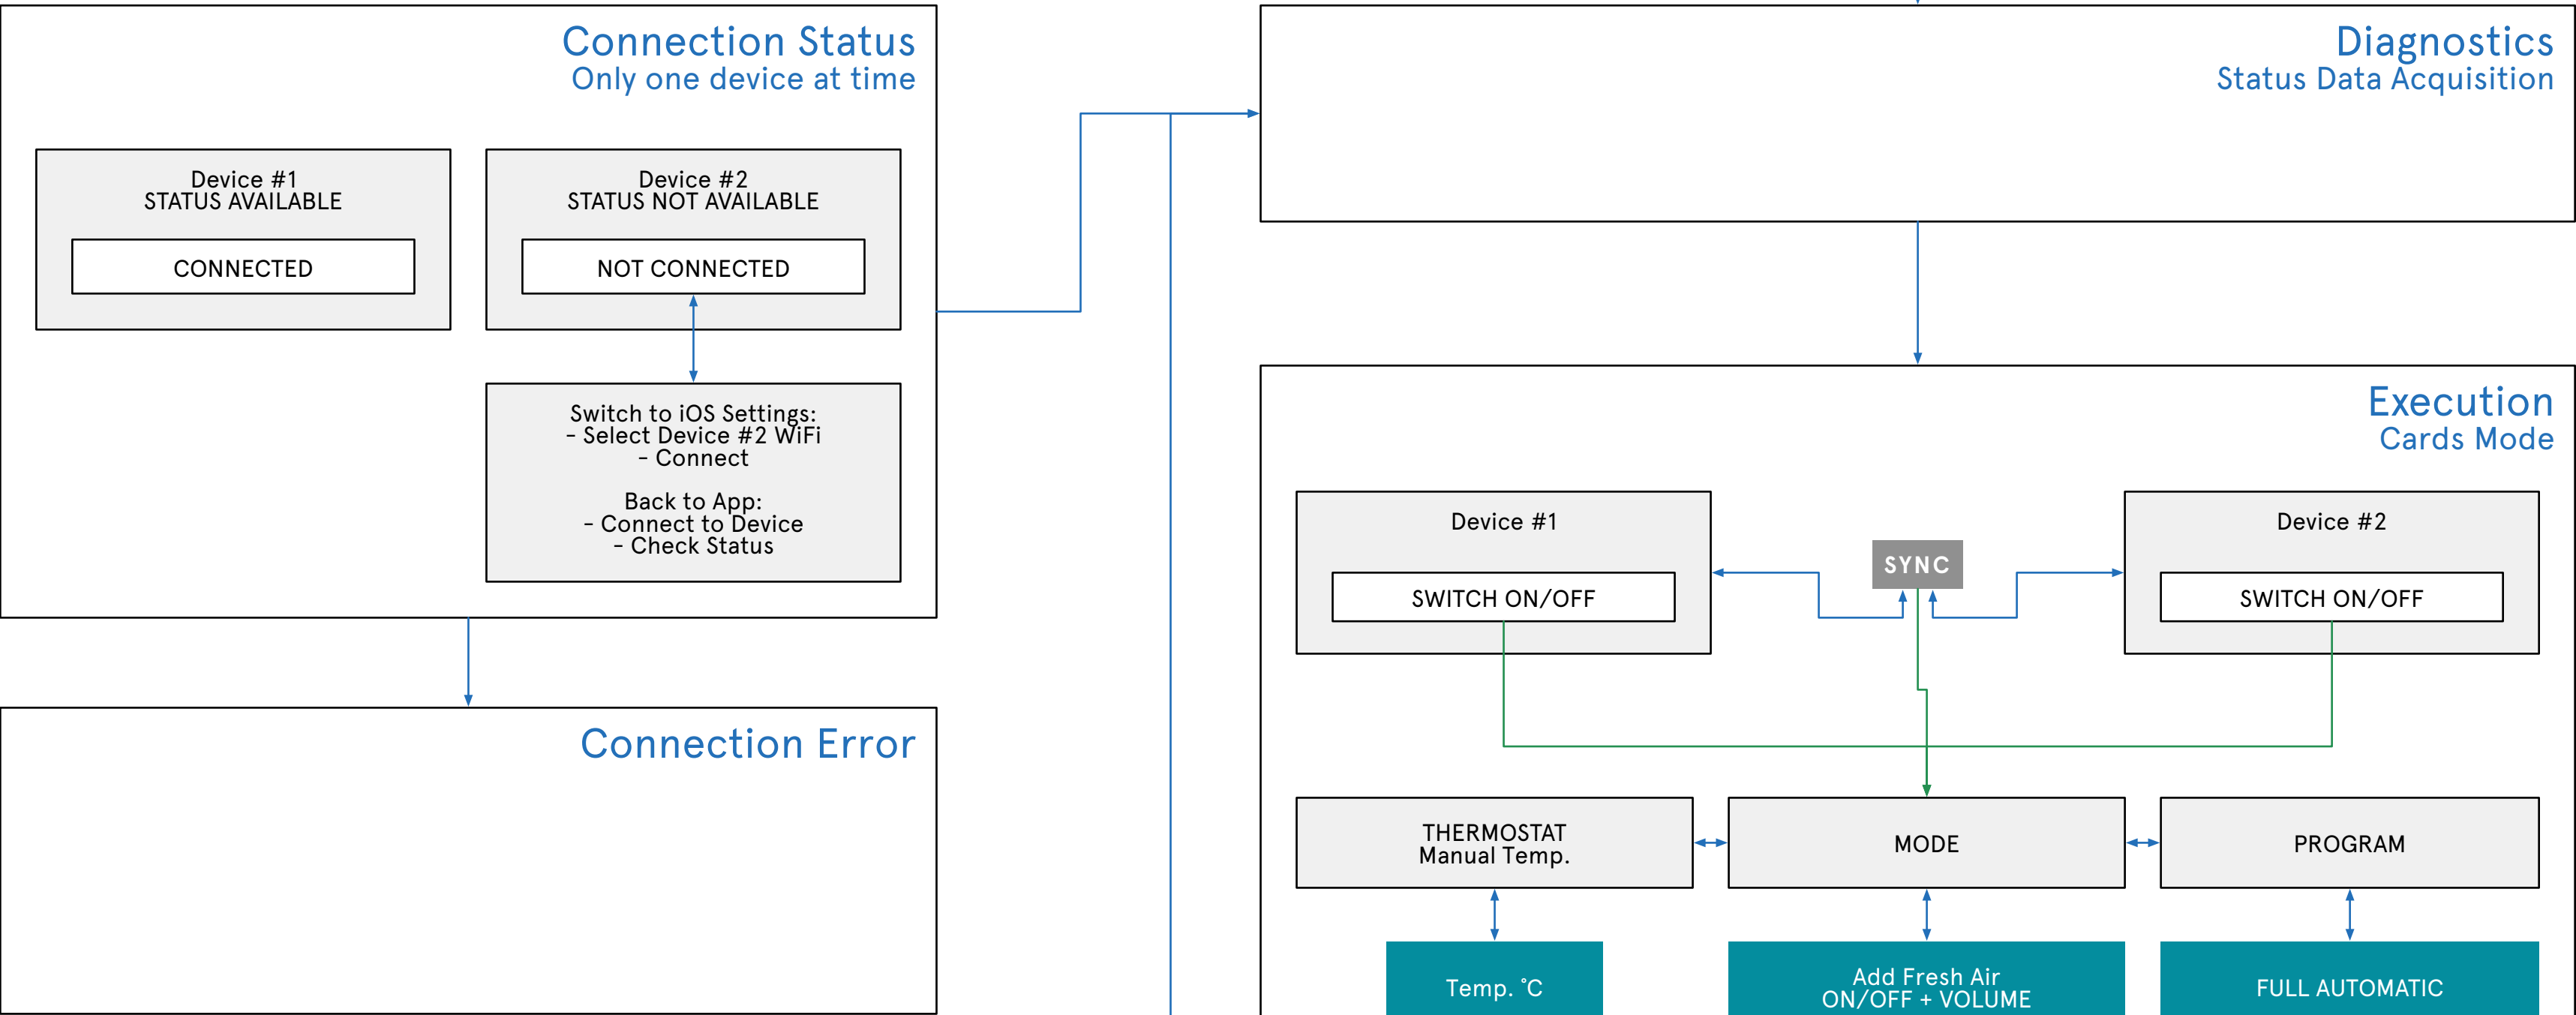 Connection Status
Only one device at time
Device #1
STATUS AVAILABLE
CONNECTED
Device #2
STATUS NOT AVAILABLE
NOT CONNECTED
Switch to iOS Settings:
- Select Device #2 WiFi
- Connect
Back to App:
- Connect to Device
- Check Status
Connection Error
Diagnostics
Status Data Acquisition
Execution
Cards Mode
Device #1
SWITCH ON/OFF
SYNC
Device #2
SWITCH ON/OFF
THERMOSTAT
Manual Temp.
MODE
PROGRAM
Temp. °C
Add Fresh Air
ON/OFF + VOLUME
FULL AUTOMATIC